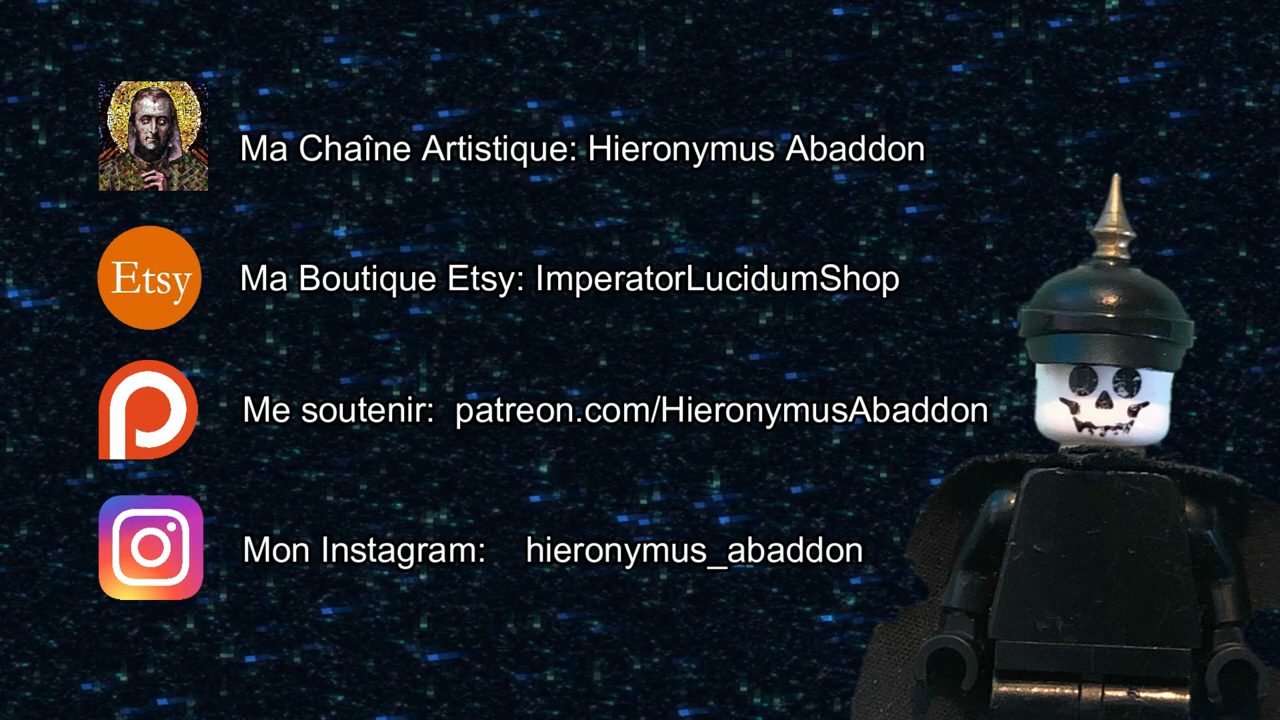 Ma Chaîne Artistique: Hieronymus Abaddon
Etsy
Ma Boutique Etsy: ImperatorLucidumShop
Me soutenir: patreon.com/HieronymusAbaddon
Mon Instagram: hieronymus_abaddon